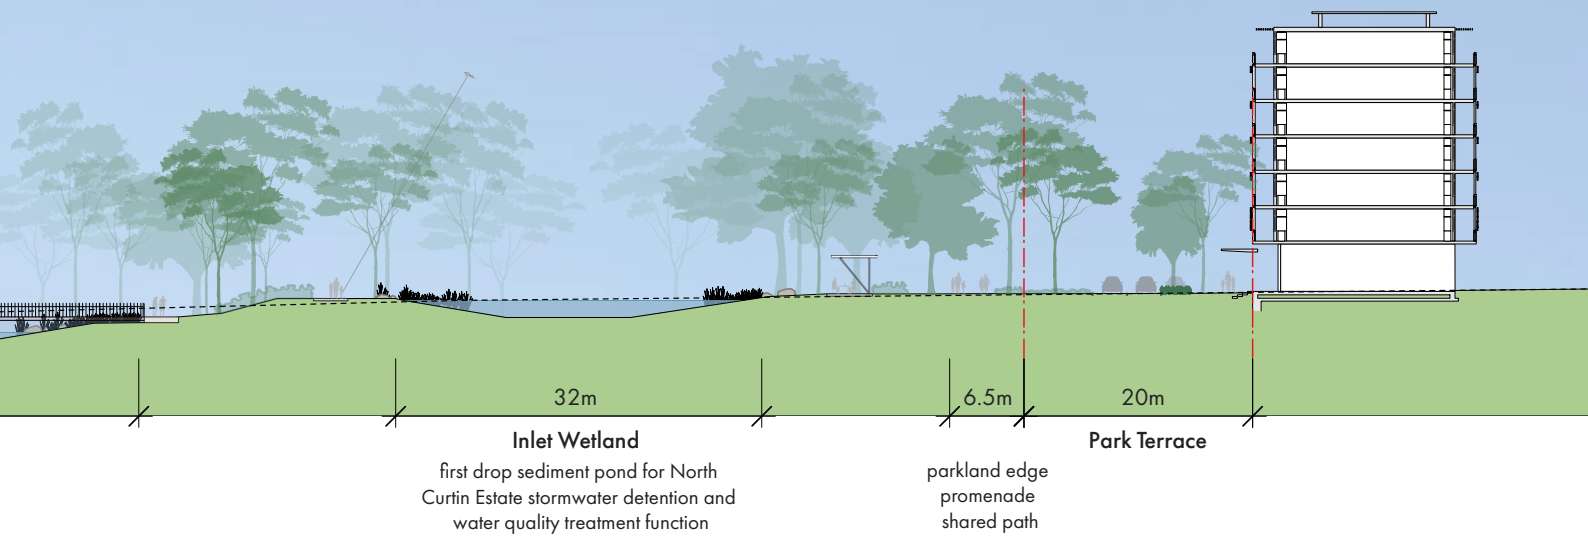 32m
6.5m
20m
Inlet Wetland
first drop sediment pond for North
Curtin Estate stormwater detention and
water quality treatment function
parkland edge
promenade
shared path
Park Terrace